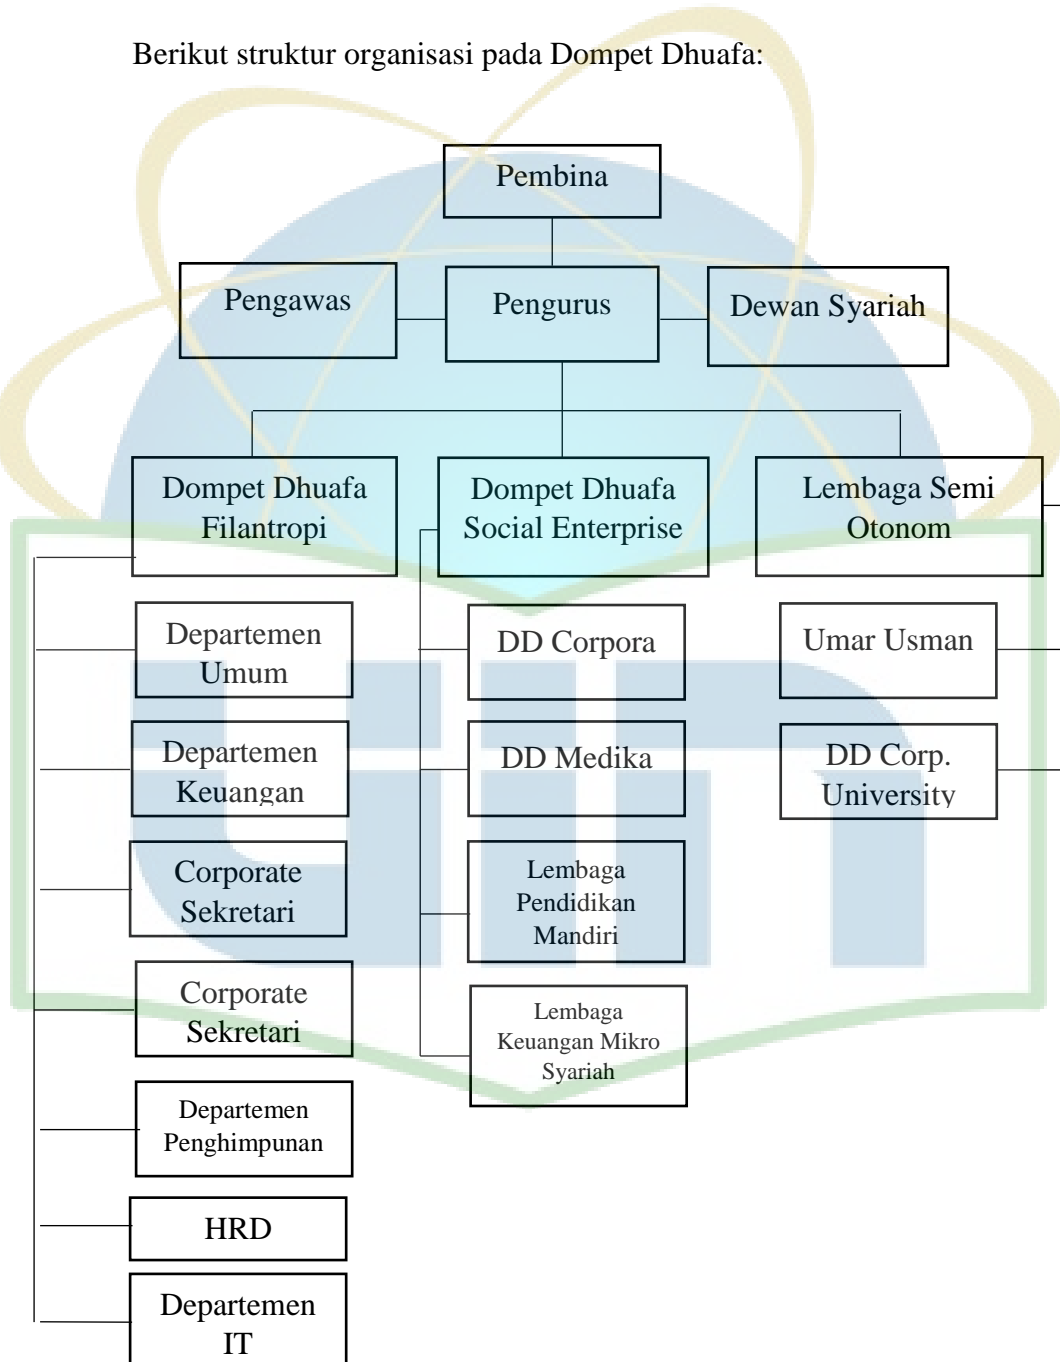 Berikut struktur organisasi pada Dompet Dhuafa:
Pembina
Pengawas
Pengurus
Dewan Syariah
Dompet Dhuafa
Filantropi
Dompet Dhuafa
Social Enterprise
Lembaga Semi
Otonom
Departemen
Umum
DD Corpora
Umar Usman
Departemen
Keuangan
DD Medika
DD Corp.
University
Corporate
Sekretari
Lembaga
Pendidikan
Mandiri
Corporate
Sekretari
Lembaga
Keuangan Mikro
Syariah
Departemen
Penghimpunan
HRD
Departemen
IT
uin